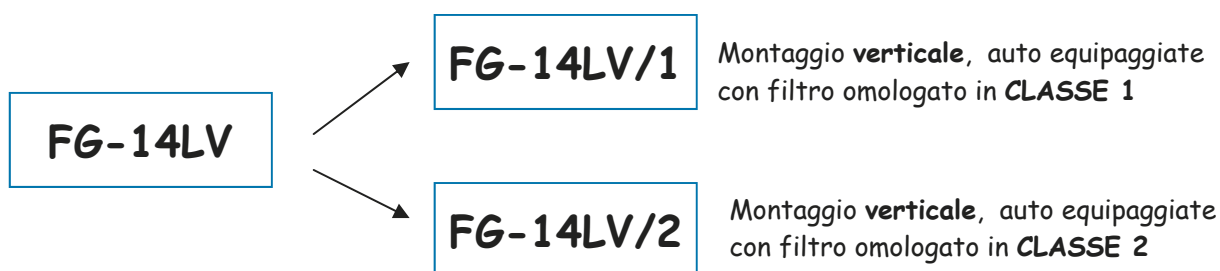 FG-14LV
FG-14LV/1
Montaggio verticale, auto equipaggiate
con filtro omologato in CLASSE 1
FG-14LV/2
Montaggio verticale, auto equipaggiate
con filtro omologato in CLASSE 2